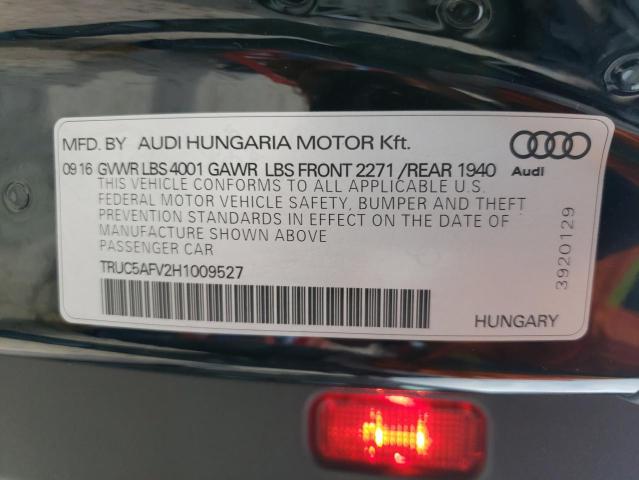 MFD. BY AUDI HUNGARIA MOTOR Kft.
09 16 GVWR LBS 4001 GAWR LBS FRONT 2271 /REAR 1940
Audi
THIS VEHICLE CONFORMS TO ALL APPLICABLE U.S.
FEDERAL MOTOR VEHICLE SAFETY, BUMPER AND THEFT
PREVENTION STANDARDS IN EFFECT ON THE DATE OF
MANUFACTURE SHOWN ABOVE
PASSENGER CAR
TRUC5AFV2H1009527
HUNGARY
3920129